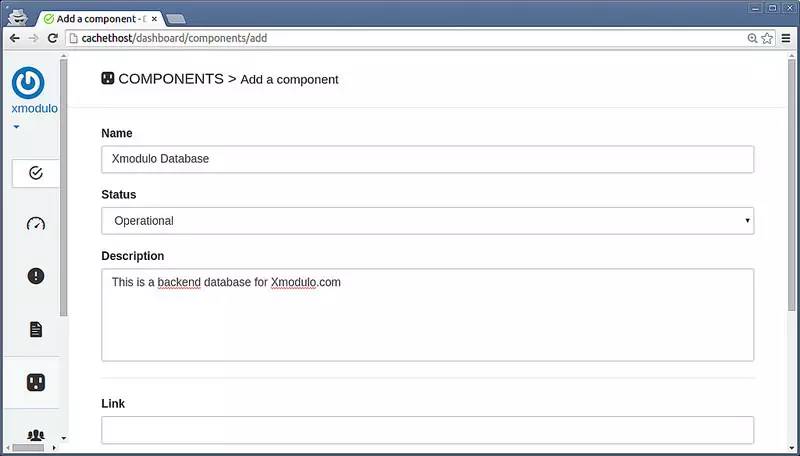 Add a component - D
cachethost/dashboard/components/add
xmodulo
COMPONENTS > Add a component
Name
Xmodulo Database
Status
Operational
Description
This is a backend database for Xmodulo.com
Link